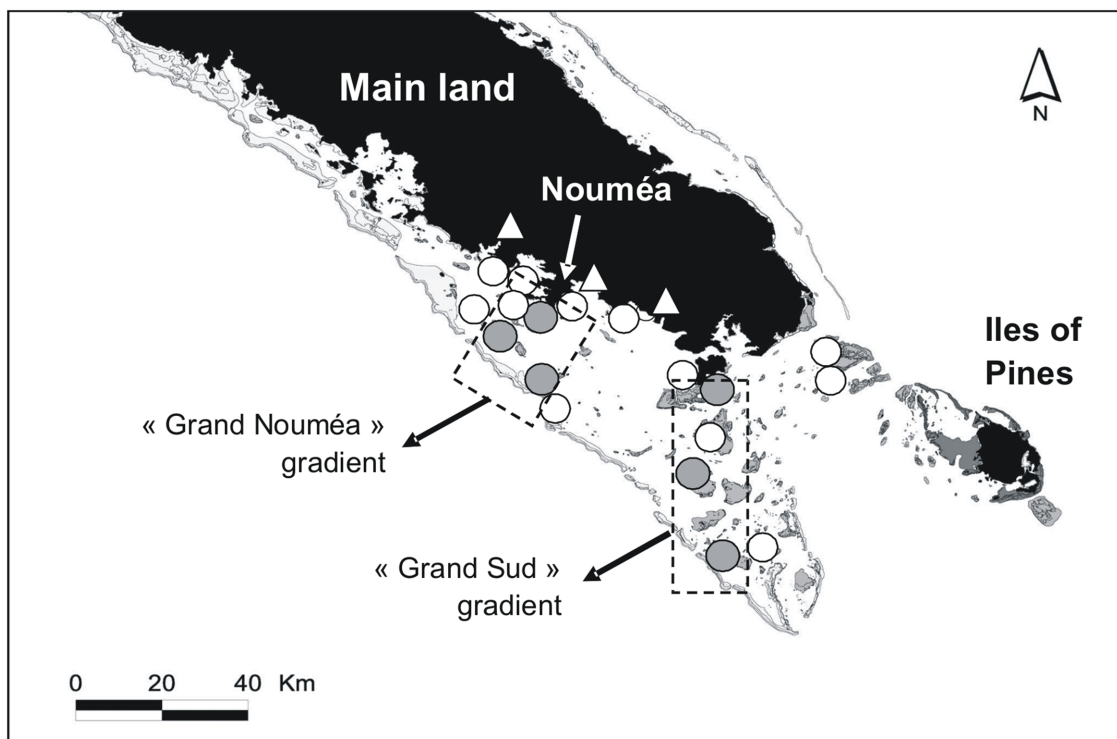 Main land
N
Nouméa
Iles of
Pines
« Grand Nouméa »
gradient
« Grand Sud »
gradient
0 20 40 Km